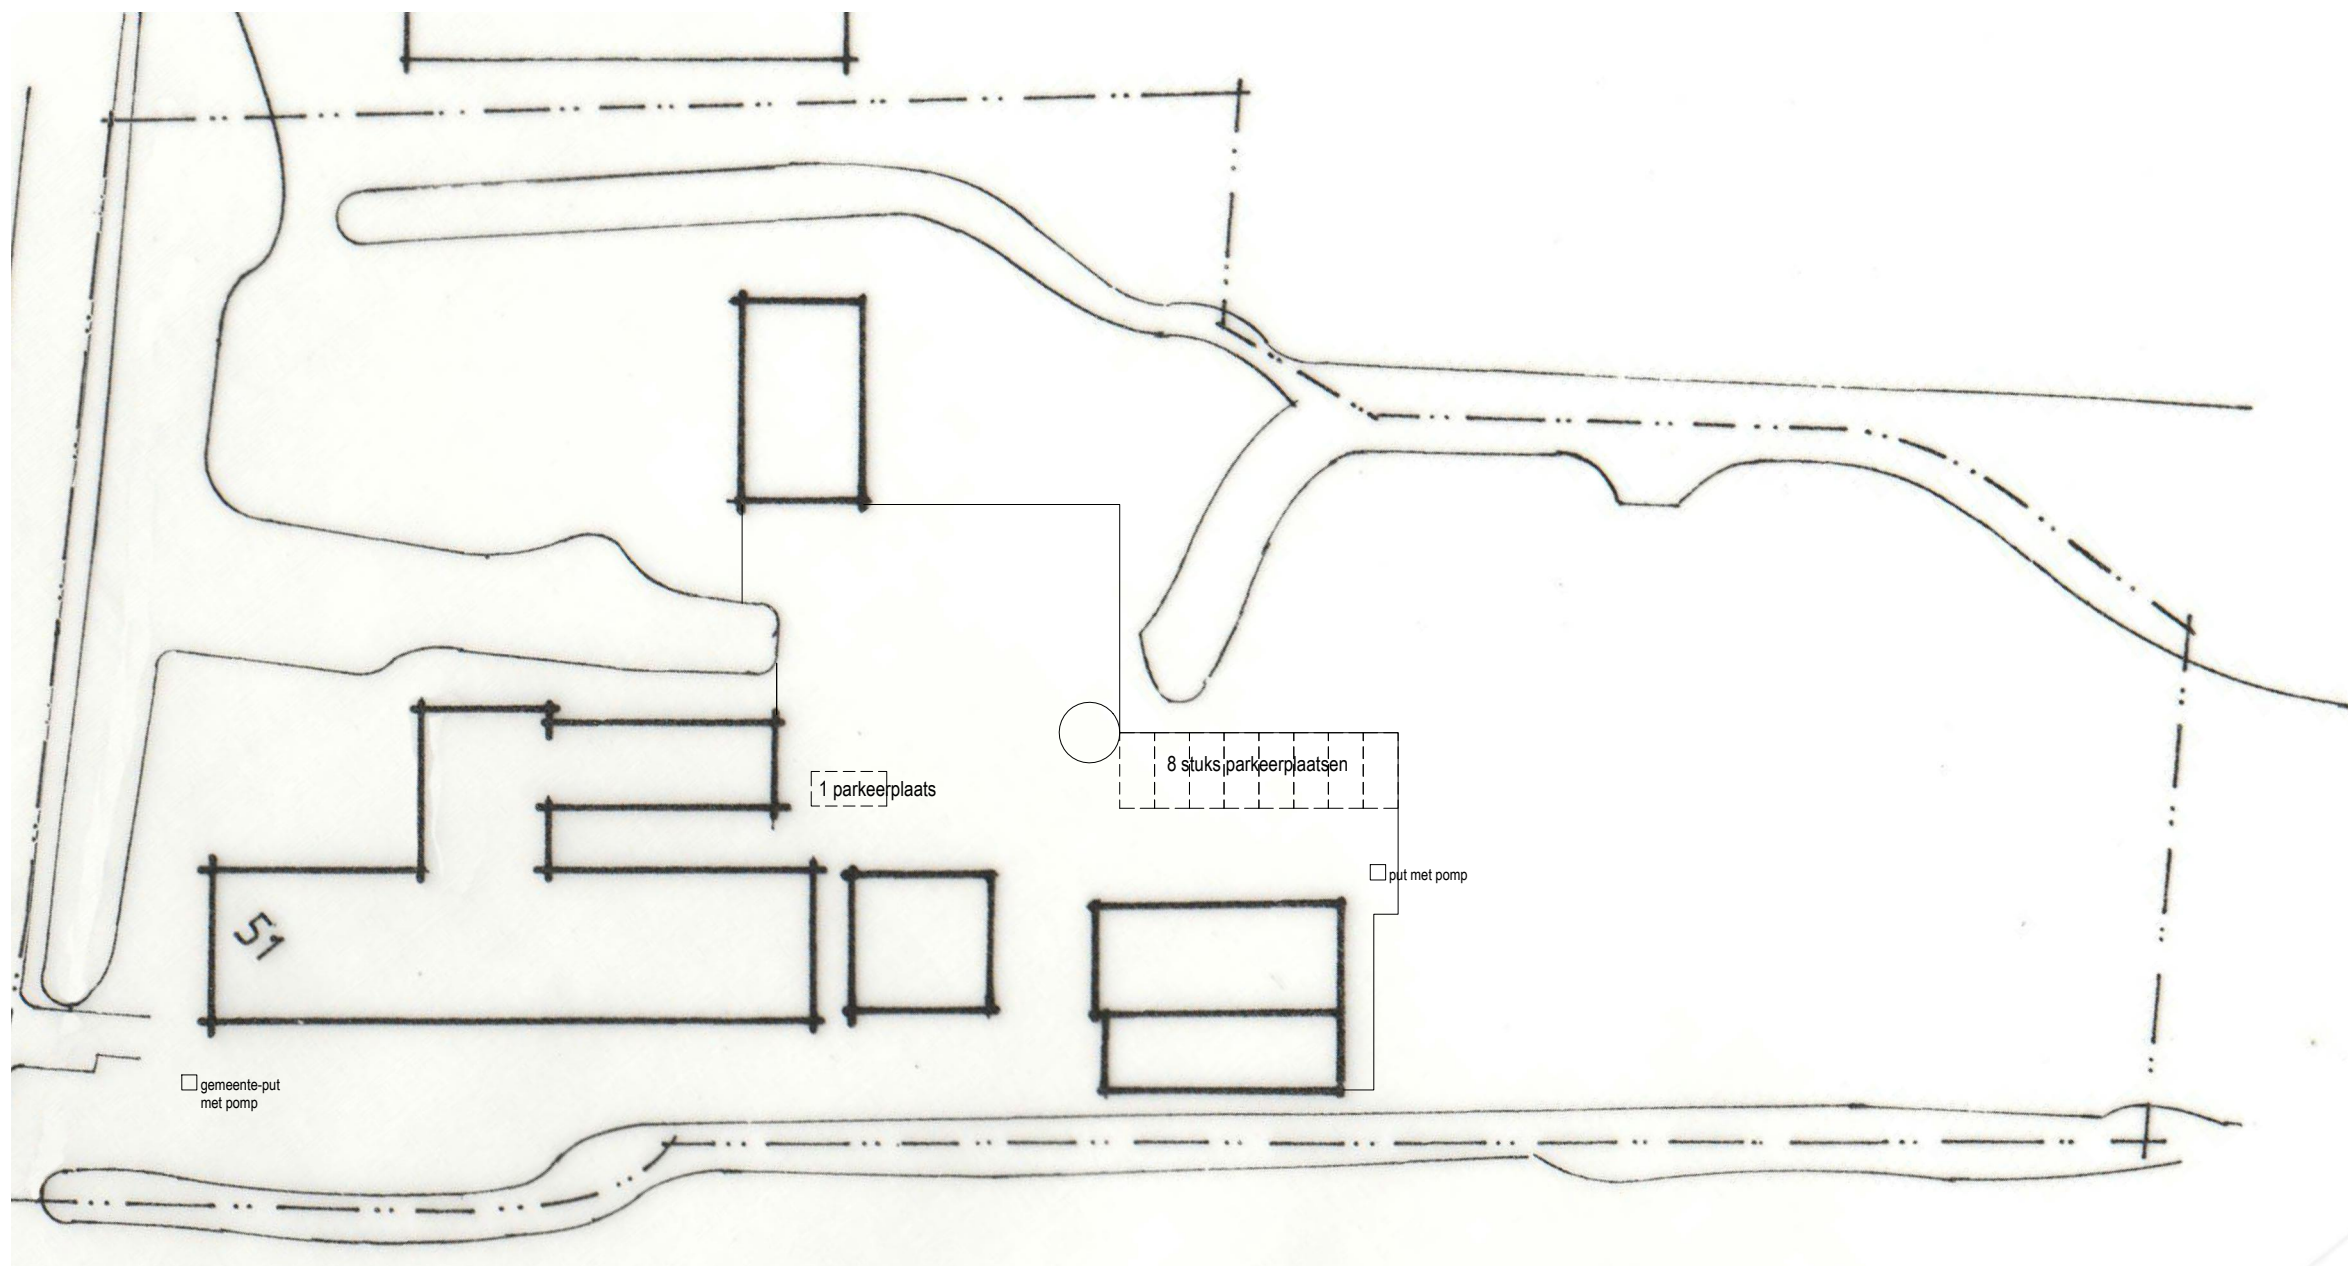 8 stuks parkeerplaatsen
1 parkeerplaats
put met pomp
51
gemeente-put
met pomp